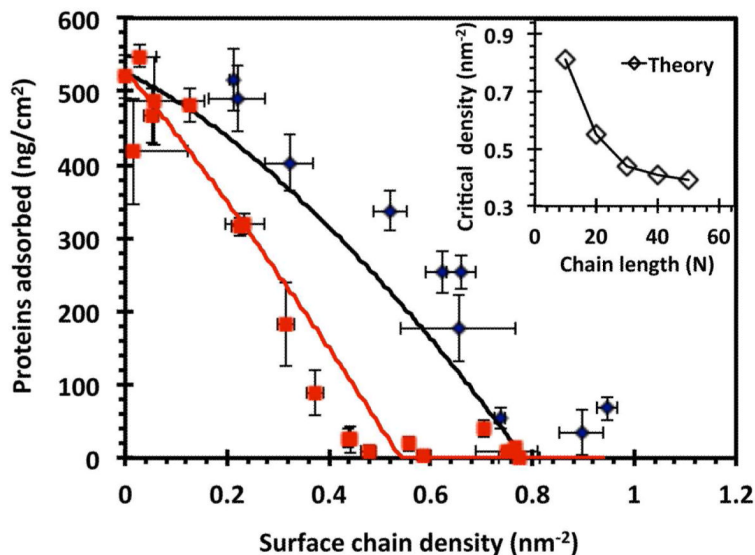 Proteins adsorbed (ng/cm²)
600
500
400
300
200
100
0
0 0.2 0.4 0.6 0.8 1 1.2
Surface chain density (nm⁻²)
Critical density (nm⁻²)
0.9
0.7
0.5
0.3
Theory
0 20 40 60
Chain length (N)